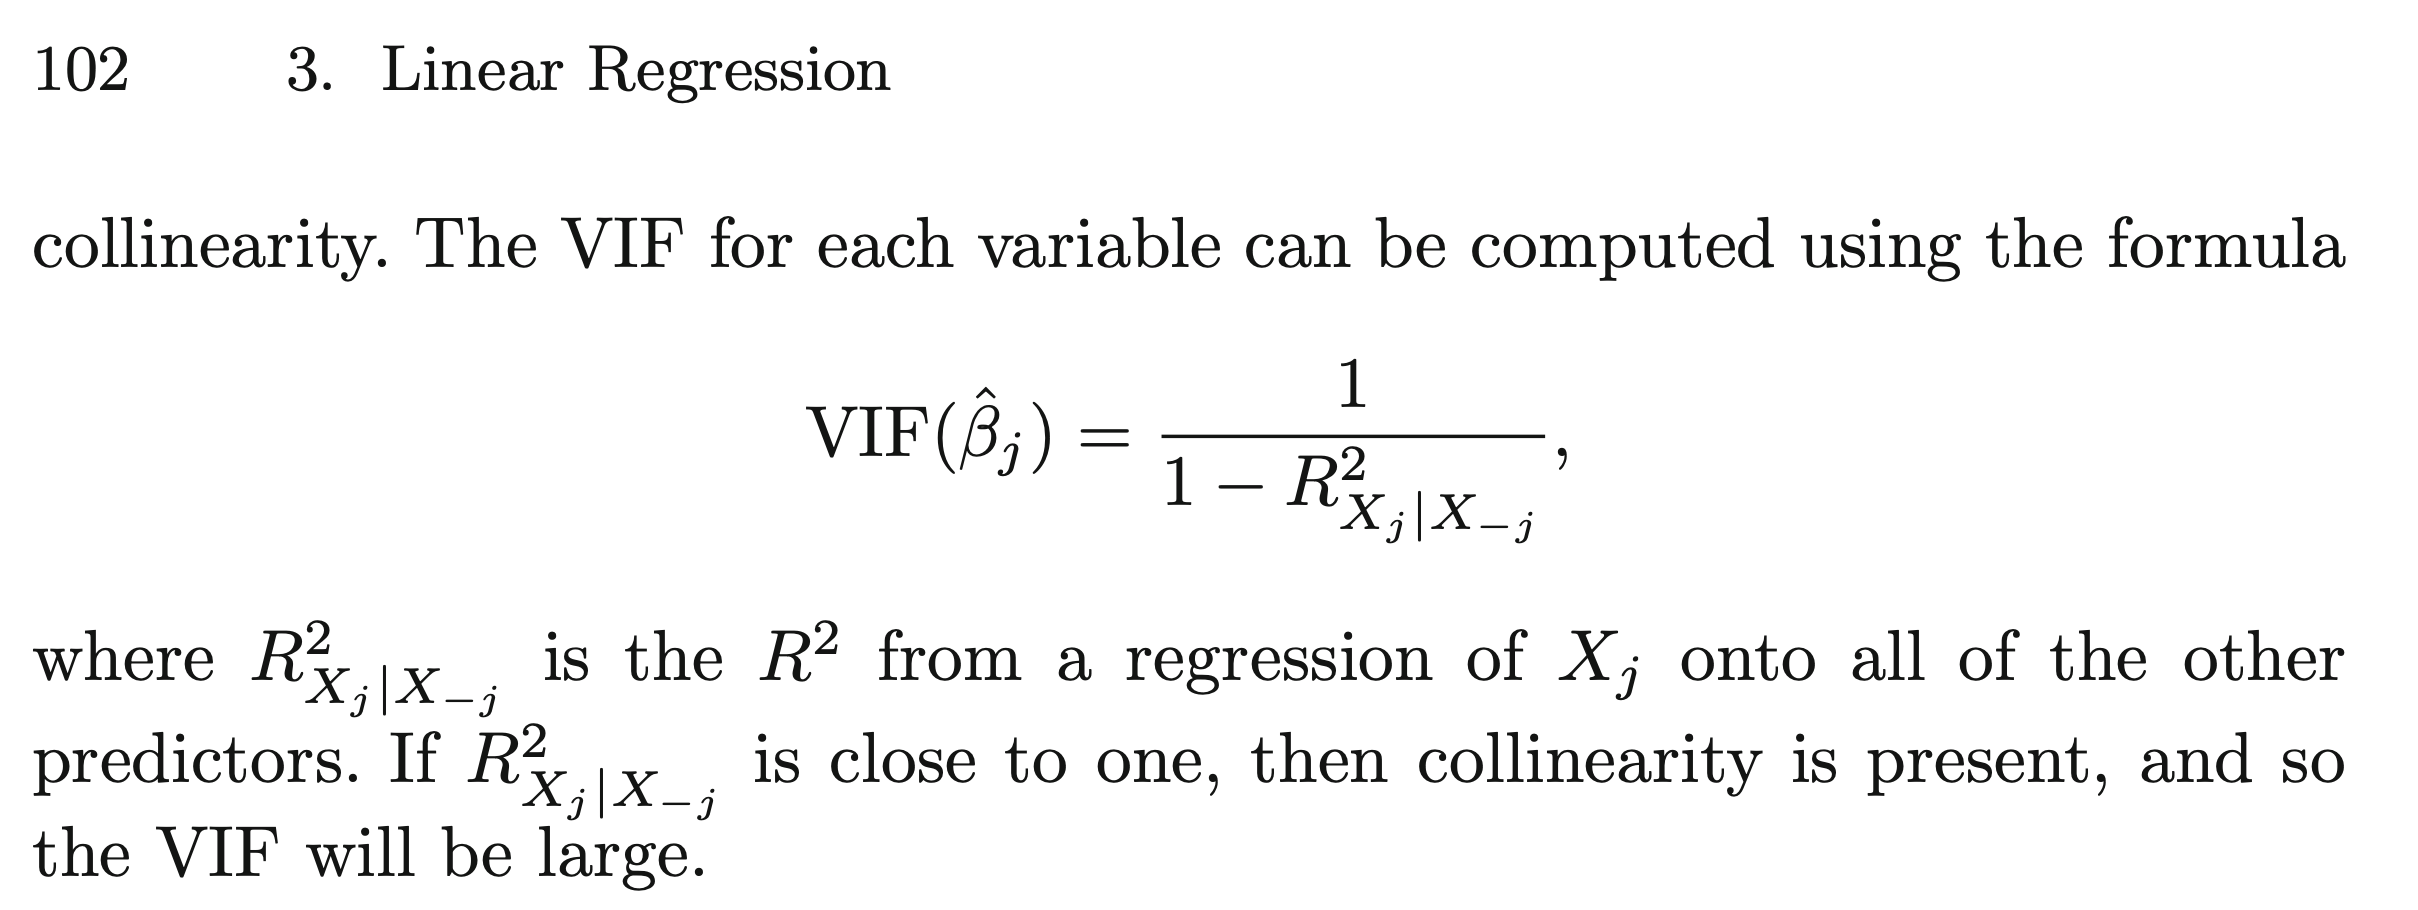 102 3. Linear Regression
collinearity. The VIF for each variable can be computed using the formula
$$\mathrm{VIF}(\hat{\beta}_j) = \frac{1}{1 - R^2_{X_j|X_{-j}}},$$
where $R^2_{X_j|X_{-j}}$ is the $R^2$ from a regression of $X_j$ onto all of the other
predictors. If $R^2_{X_j|X_{-j}}$ is close to one, then collinearity is present, and so
the VIF will be large.